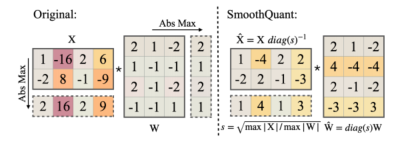 Original:
Abs Max
X
1 -16 2 6
-2 8 -1 -9
Abs Max
2 16 2 9
*
2 1 -2 2
1 -1 -1 1
2 -1 -2 2
-1 -1 1 1
W
SmoothQuant:
X̂ = X diag(s)⁻¹
1 -4 2 2
-2 2 -1 -3
1 4 1 3
*
2 1 -2
4 -4 -4
2 -1 -2
-3 -3 3
s = √max |X| / max |W|
Ŵ = diag(s)W